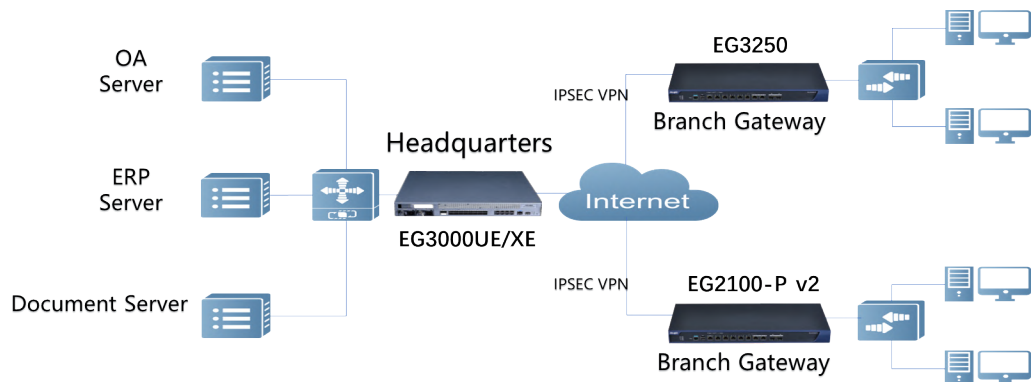 OA
Server
ERP
Server
Document Server
Headquarters
EG3000UE/XE
Internet
IPSEC VPN
EG3250
Branch Gateway
IPSEC VPN
EG2100-P v2
Branch Gateway